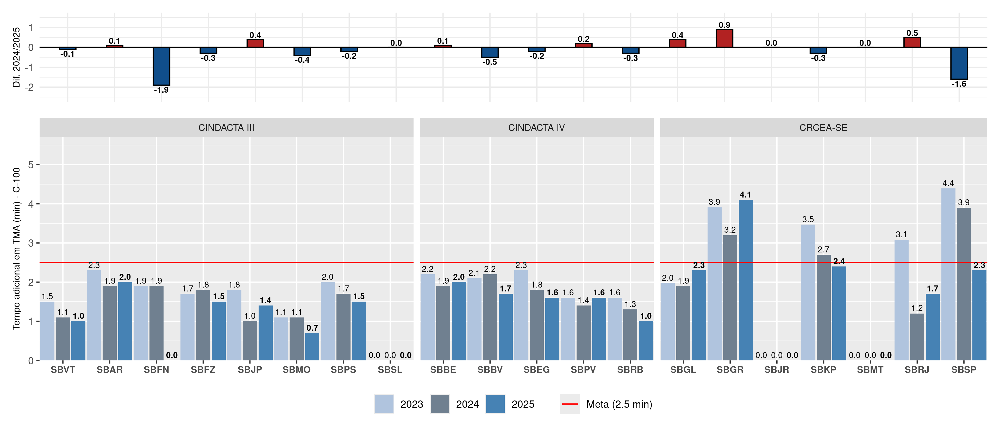 Dif. 2024/2025
1
0
-1
-2
-0.1
0.1
-1.9
-0.3
0.4
-0.4
-0.2
0.0
0.1
-0.5
-0.2
0.2
-0.3
0.4
0.9
0.0
-0.3
0.0
0.5
-1.6
CINDACTA III
CINDACTA IV
CRCEA-SE
Tempo adicional em TMA (min) - C-100
5
4
3
2
1
0
1.5 1.1 1.0
2.3 1.9 2.0
1.9 1.9 0.0
1.7 1.8 1.5
1.8 1.0 1.4
1.1 1.1 0.7
2.0 1.7 1.5
0.0 0.0 0.0
2.2 1.9 2.0
2.1 2.2 1.7
2.3 1.8 1.6
1.6 1.4 1.6
1.6 1.3 1.0
2.0 1.9 2.3
3.9 3.2 4.1
0.0 0.0 0.0
3.5 2.7 2.4
0.0 0.0 0.0
3.1 1.2 1.7
4.4 3.9 2.3
SBVT SBAR SBFN SBFZ SBJP SBMO SBPS SBSL
SBBE SBBV SBEG SBPV SBRB
SBGL SBGR SBJR SBKP SBMT SBRJ SBSP
2023 2024 2025 Meta (2.5 min)